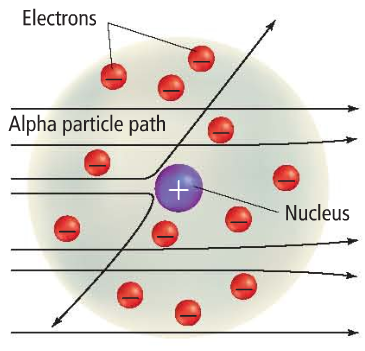 Electrons
Alpha particle path
+
Nucleus